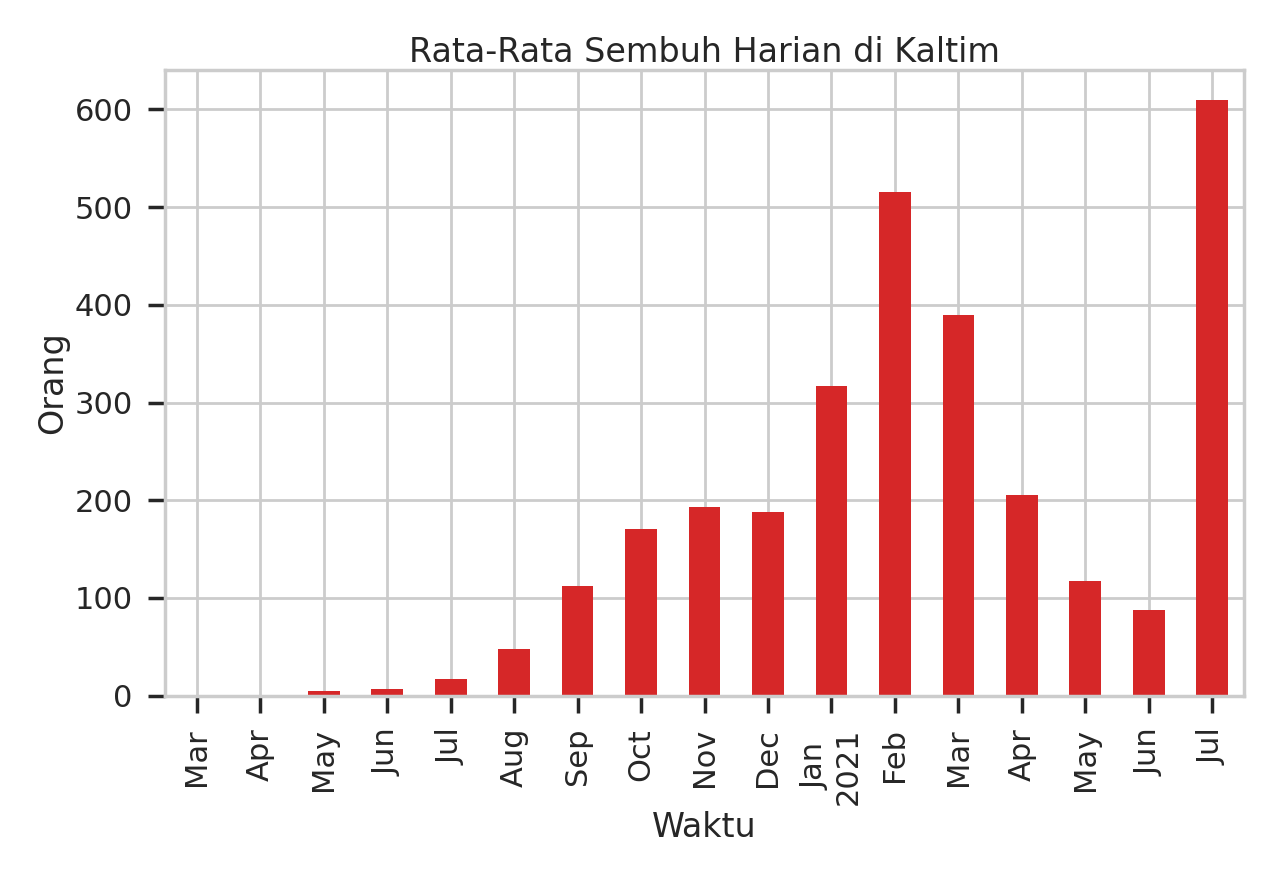 Rata-Rata Sembuh Harian di Kaltim
600
500
400
300
200
100
0
Orang
Mar
Apr
May
Jun
Jul
Aug
Sep
Oct
Nov
Dec
Jan
2021
Feb
Mar
Apr
May
Jun
Jul
Waktu